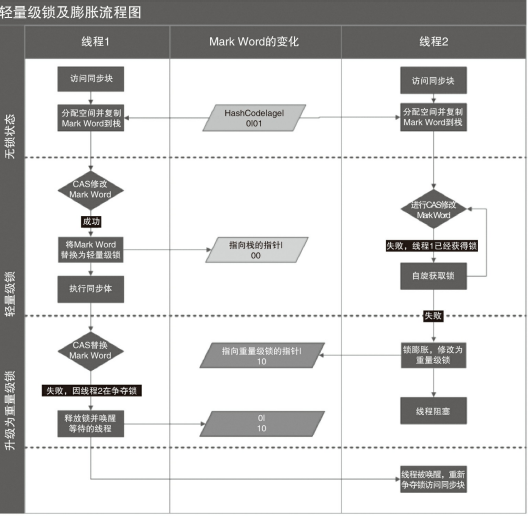 轻量级锁及膨胀流程图
线程1
Mark Word的变化
线程2
无锁状态
访问同步块
访问同步块
分配空间并复制
Mark Word到栈
HashCode|age|
0|01
分配空间并复制
Mark Word到栈
轻量级锁
CAS修改
Mark Word
进行CAS修改
MarkWord
成功
失败，线程1已经获得锁
将Mark Word
替换为轻量级锁
指向栈的指针|
00
自旋获取锁
执行同步体
失败
升级为重量级锁
CAS替换
Mark Word
指向重量级锁的指针|
10
锁膨胀，修改为
重量级锁
失败，因线程2在争夺锁
释放锁并唤醒
等待的线程
0|
10
线程阻塞
线程被唤醒，重新
争夺锁访问同步块